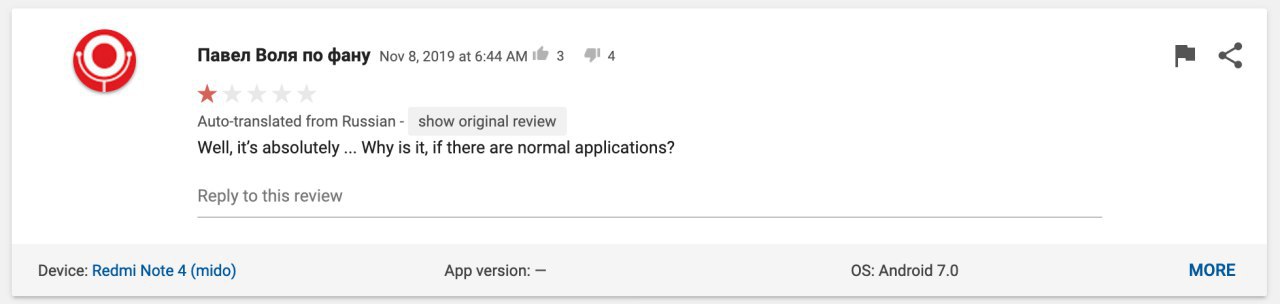 Павел Воля по фану Nov 8, 2019 at 6:44 AM 3 4
Auto-translated from Russian - show original review
Well, it’s absolutely ... Why is it, if there are normal applications?
Reply to this review
Device: Redmi Note 4 (mido) App version: — OS: Android 7.0 MORE